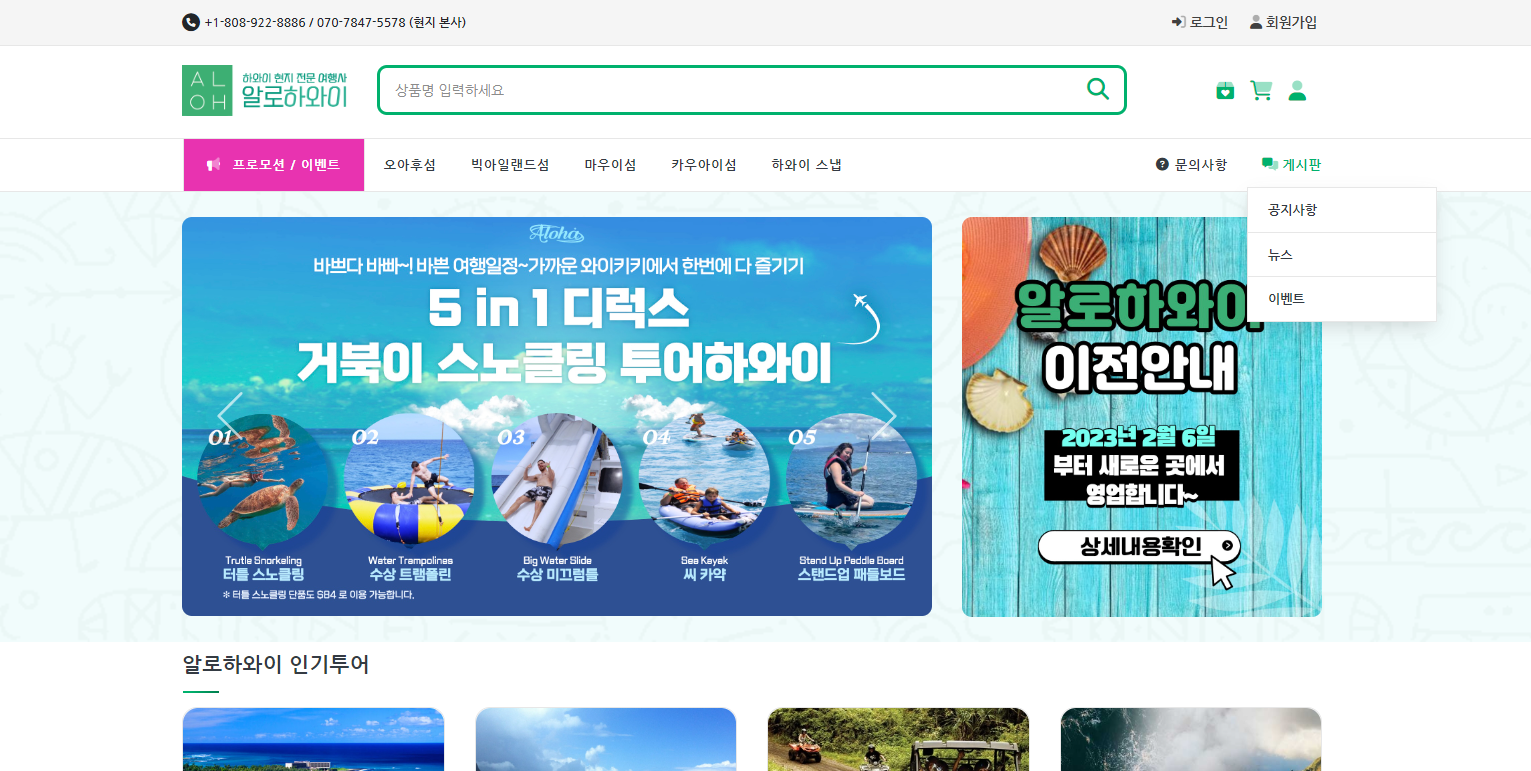 +1-808-922-8886 / 070-7847-5578 (현지 본사)
로그인
회원가입
AL
OH
하와이 현지 전문 여행사
알로하와이
상품명 입력하세요
프로모션 / 이벤트
오아후섬
빅아일랜드섬
마우이섬
카우아이섬
하와이 스냅
문의사항
게시판
공지사항
뉴스
이벤트
Aloha
바쁘다 바빠~! 바쁜 여행일정~가까운 와이키키에서 한번에 다 즐기기
5 in 1 디럭스
거북이 스노클링 투어하와이
01
02
03
04
05
Trutle Snorkeling
터틀 스노클링
Water Trampolines
수상 트램폴린
Big Water Slide
수상 미끄럼틀
Sea Kayak
씨 카약
Stand Up Paddle Board
스탠드업 패들보드
※ 터틀 스노클링 단품도 $84 로 이용 가능합니다.
알로하와이
이전안내
2023년 2월 6일
부터 새로운 곳에서
영업합니다~
상세내용확인
알로하와이 인기투어